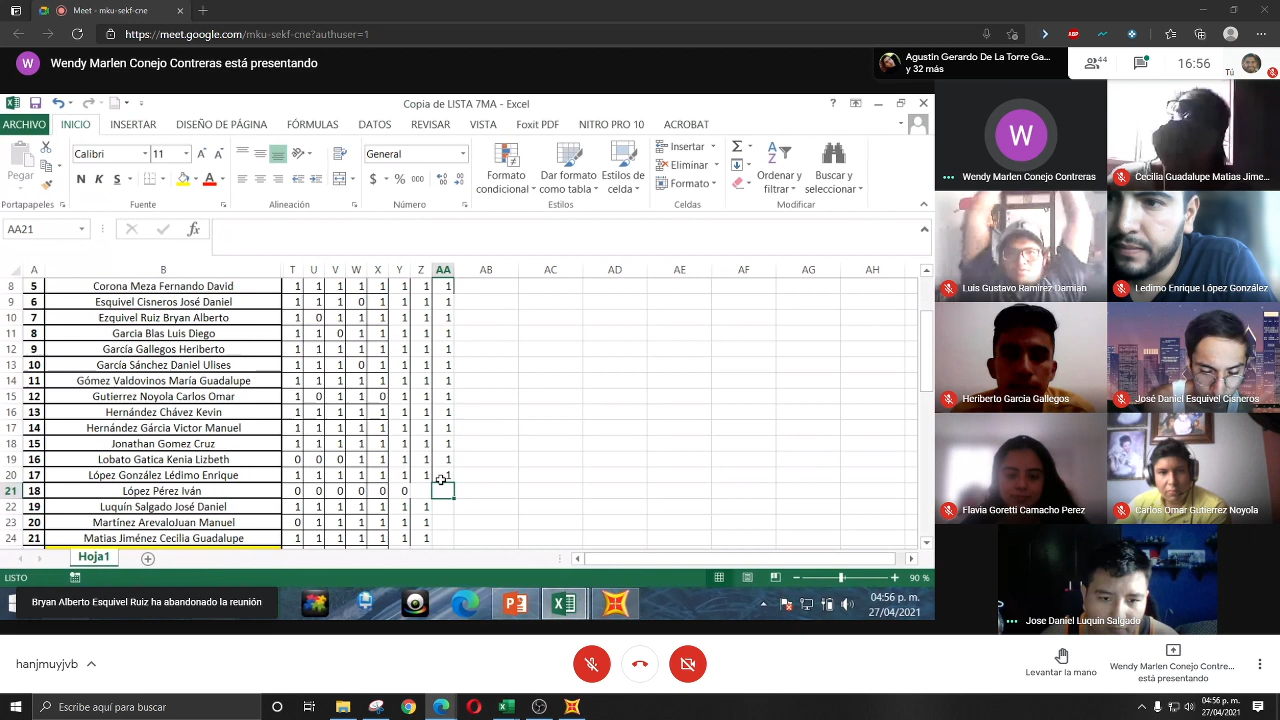 Meet - mku-sekf-cne
https://meet.google.com/mku-sekf-cne?authuser=1
ABP
W Wendy Marlen Conejo Contreras está presentando
Agustin Gerardo De La Torre Ga...
y 32 más
44
16:56
Tú
Copia de LISTA 7MA - Excel
ARCHIVO INICIO INSERTAR DISEÑO DE PÁGINA FÓRMULAS DATOS REVISAR VISTA Foxit PDF NITRO PRO 10 ACROBAT
Pegar
Calibri 11
N K S
General
$ % 000
Formato condicional
Dar formato como tabla
Estilos de celda
Insertar
Eliminar
Formato
Ordenar y filtrar
Buscar y seleccionar
Portapapeles Fuente Alineación Número Estilos Celdas Modificar
AA21 fx
A B T U V W X Y Z AA AB AC AD AE AF AG AH
8 5 Corona Meza Fernando David 1 1 1 1 1 1 1 1
9 6 Esquivel Cisneros José Daniel 1 1 1 0 1 1 1 1
10 7 Ezquivel Ruiz Bryan Alberto 1 0 1 1 1 1 1 1
11 8 Garcia Blas Luis Diego 1 1 0 1 1 1 1 1
12 9 García Gallegos Heriberto 1 1 1 1 1 1 1 1
13 10 García Sánchez Daniel Ulises 1 1 1 0 1 1 1 1
14 11 Gómez Valdovinos María Guadalupe 1 1 1 1 1 1 1 1
15 12 Gutierrez Noyola Carlos Omar 1 0 1 0 1 1 1
16 13 Hernández Chávez Kevin 1 1 1 1 1 1 1 1
17 14 Hernández Gárcia Victor Manuel 1 1 1 1 1 1 1 1
18 15 Jonathan Gomez Cruz 1 1 1 1 1 1 1 1
19 16 Lobato Gatica Kenia Lizbeth 0 0 0 1 1 1 1 1
20 17 López González Lédimo Enrique 1 1 1 1 1 1 1 1
21 18 López Pérez Iván 0 0 0 0 0 0
22 19 Luquín Salgado José Daniel 1 1 1 1 1 1 1
23 20 Martínez ArevaloJuan Manuel 0 1 1 1 1 1 1
24 21 Matias Jiménez Cecilia Guadalupe 1 1 1 1 1 1 1
Hoja1
LISTO
90 %
Bryan Alberto Esquivel Ruiz ha abandonado la reunión
04:56 p. m.
27/04/2021
W
Wendy Marlen Conejo Contreras
Cecilia Guadalupe Matias Jime...
Luis Gustavo Ramírez Damian
Ledimo Enrique López González
Heriberto Garcia Gallegos
José Daniel Esquivel Cisneros
Flavia Goretti Camacho Perez
Carlos Omar Gutierrez Noyola
Jose Daniel Luquin Salgado
hanjmuyjvb
Levantar la mano
Wendy Marlen Conejo Contre...
está presentando
Escribe aquí para buscar
04:56 p. m.
27/04/2021